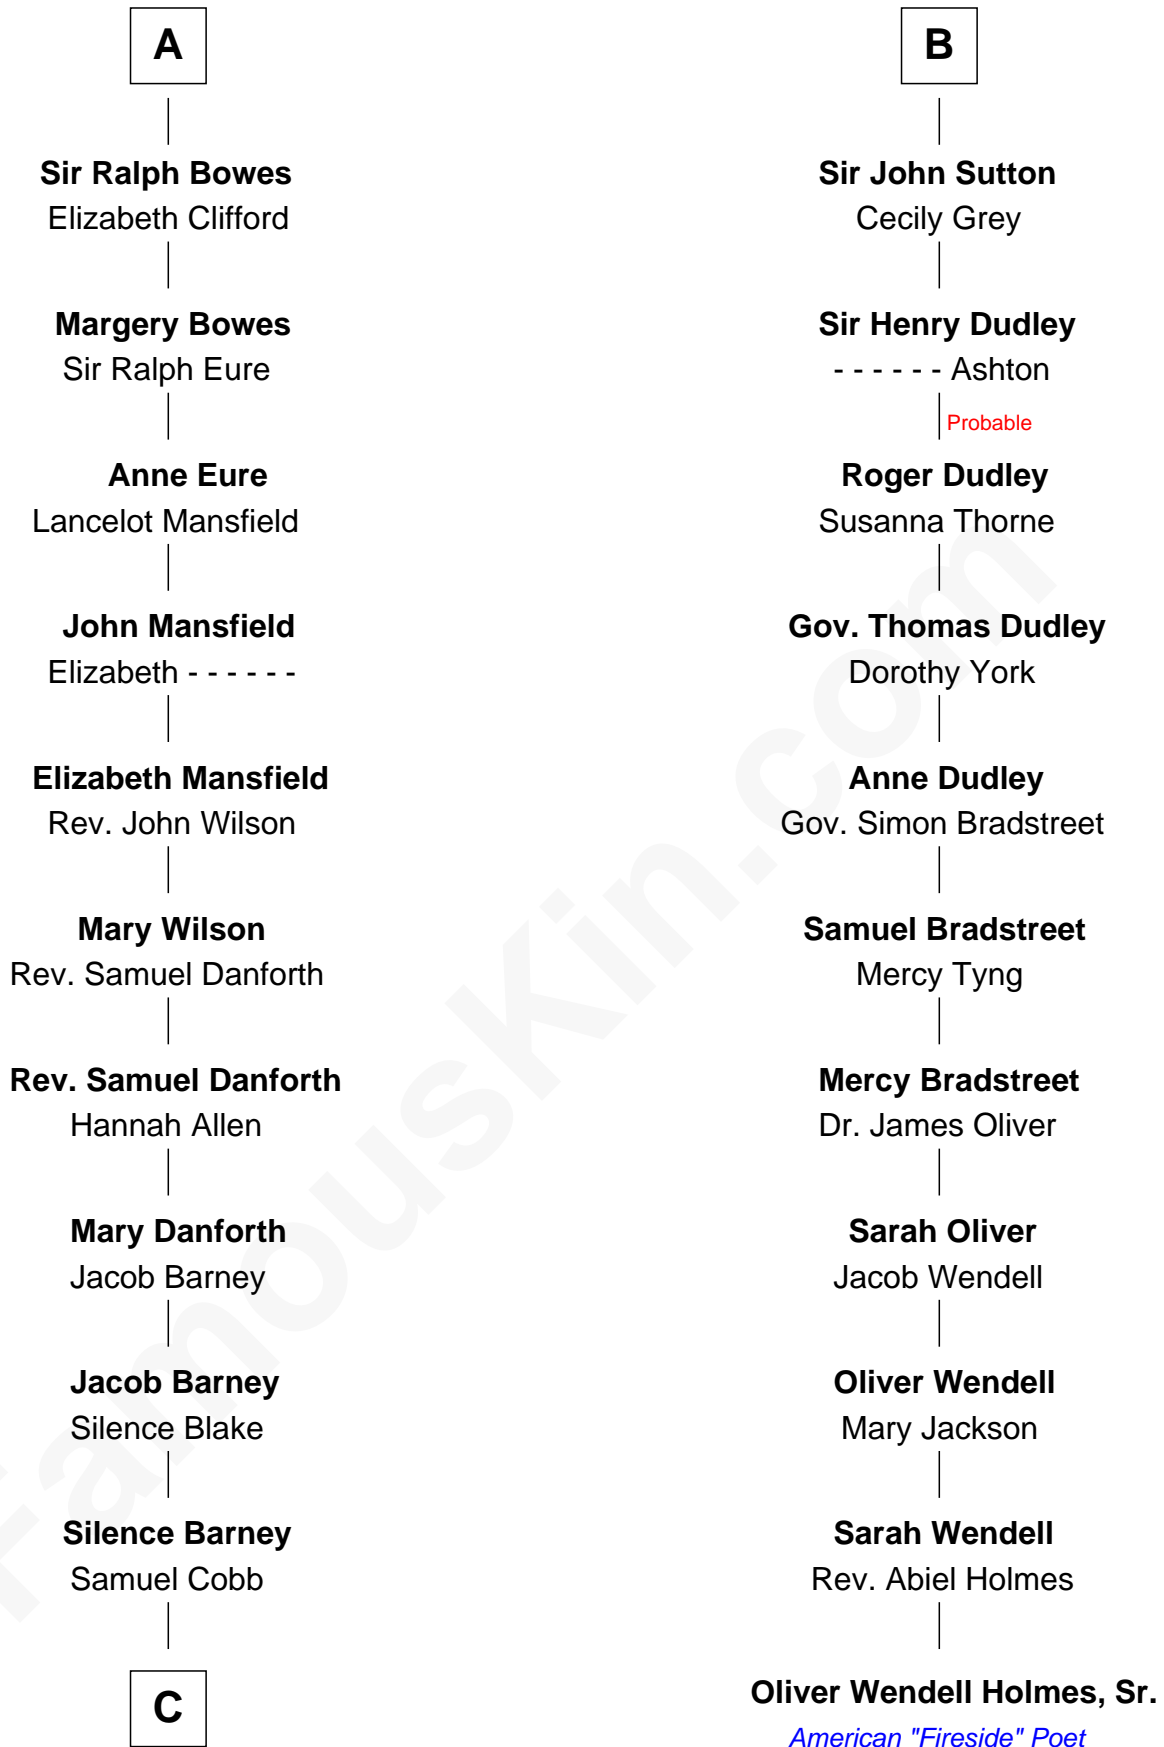 A
Sir Ralph Bowes
Elizabeth Clifford
Margery Bowes
Sir Ralph Eure
Anne Eure
Lancelot Mansfield
John Mansfield
Elizabeth - - - - - -
Elizabeth Mansfield
Rev. John Wilson
Mary Wilson
Rev. Samuel Danforth
Rev. Samuel Danforth
Hannah Allen
Mary Danforth
Jacob Barney
Jacob Barney
Silence Blake
Silence Barney
Samuel Cobb
C
B
Sir John Sutton
Cecily Grey
Sir Henry Dudley
- - - - - - Ashton
Probable
Roger Dudley
Susanna Thorne
Gov. Thomas Dudley
Dorothy York
Anne Dudley
Gov. Simon Bradstreet
Samuel Bradstreet
Mercy Tyng
Mercy Bradstreet
Dr. James Oliver
Sarah Oliver
Jacob Wendell
Oliver Wendell
Mary Jackson
Sarah Wendell
Rev. Abiel Holmes
Oliver Wendell Holmes, Sr.
American "Fireside" Poet
FamousKin.com